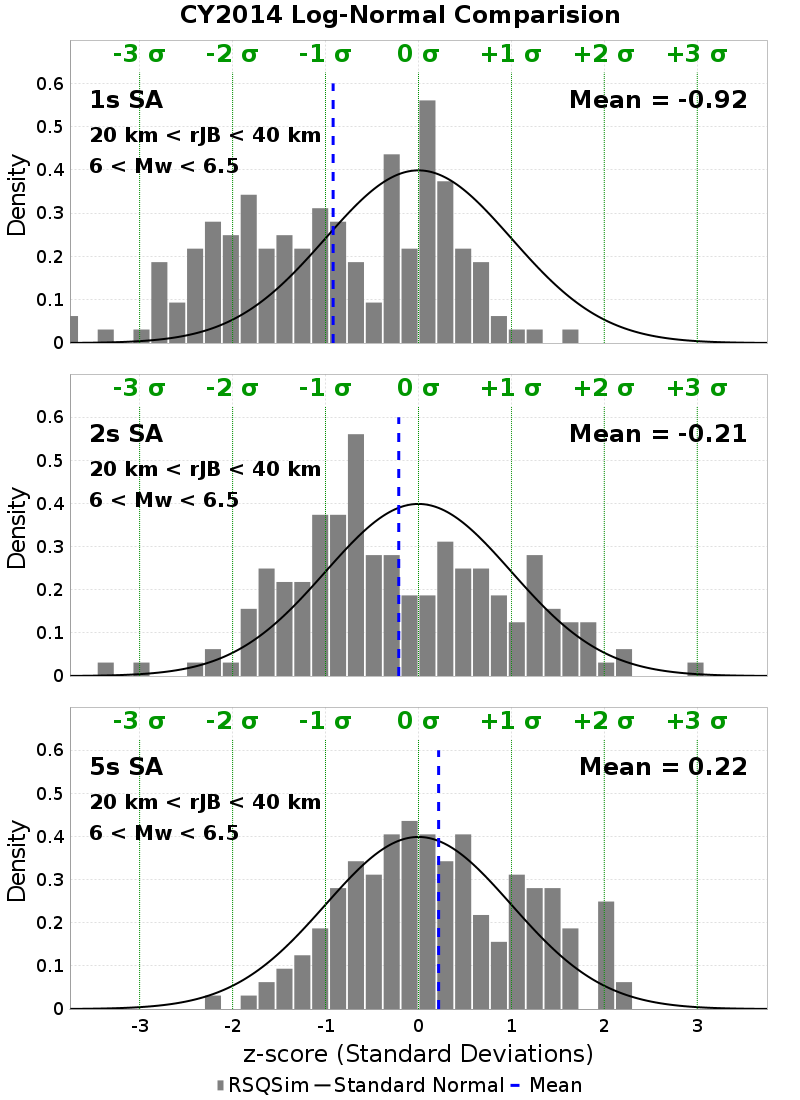 CY2014 Log-Normal Comparision
-3 σ -2 σ -1 σ 0 σ +1 σ +2 σ +3 σ
0.6
1s SA Mean = -0.92
0.5
20 km < rJB < 40 km
6 < Mw < 6.5
0.4
0.3
0.2
0.1
0
Density
-3 σ -2 σ -1 σ 0 σ +1 σ +2 σ +3 σ
0.6
2s SA Mean = -0.21
0.5
20 km < rJB < 40 km
6 < Mw < 6.5
0.4
0.3
0.2
0.1
0
Density
-3 σ -2 σ -1 σ 0 σ +1 σ +2 σ +3 σ
0.6
5s SA Mean = 0.22
0.5
20 km < rJB < 40 km
6 < Mw < 6.5
0.4
0.3
0.2
0.1
0
Density
-3 -2 -1 0 1 2 3
z-score (Standard Deviations)
RSQSim Standard Normal Mean